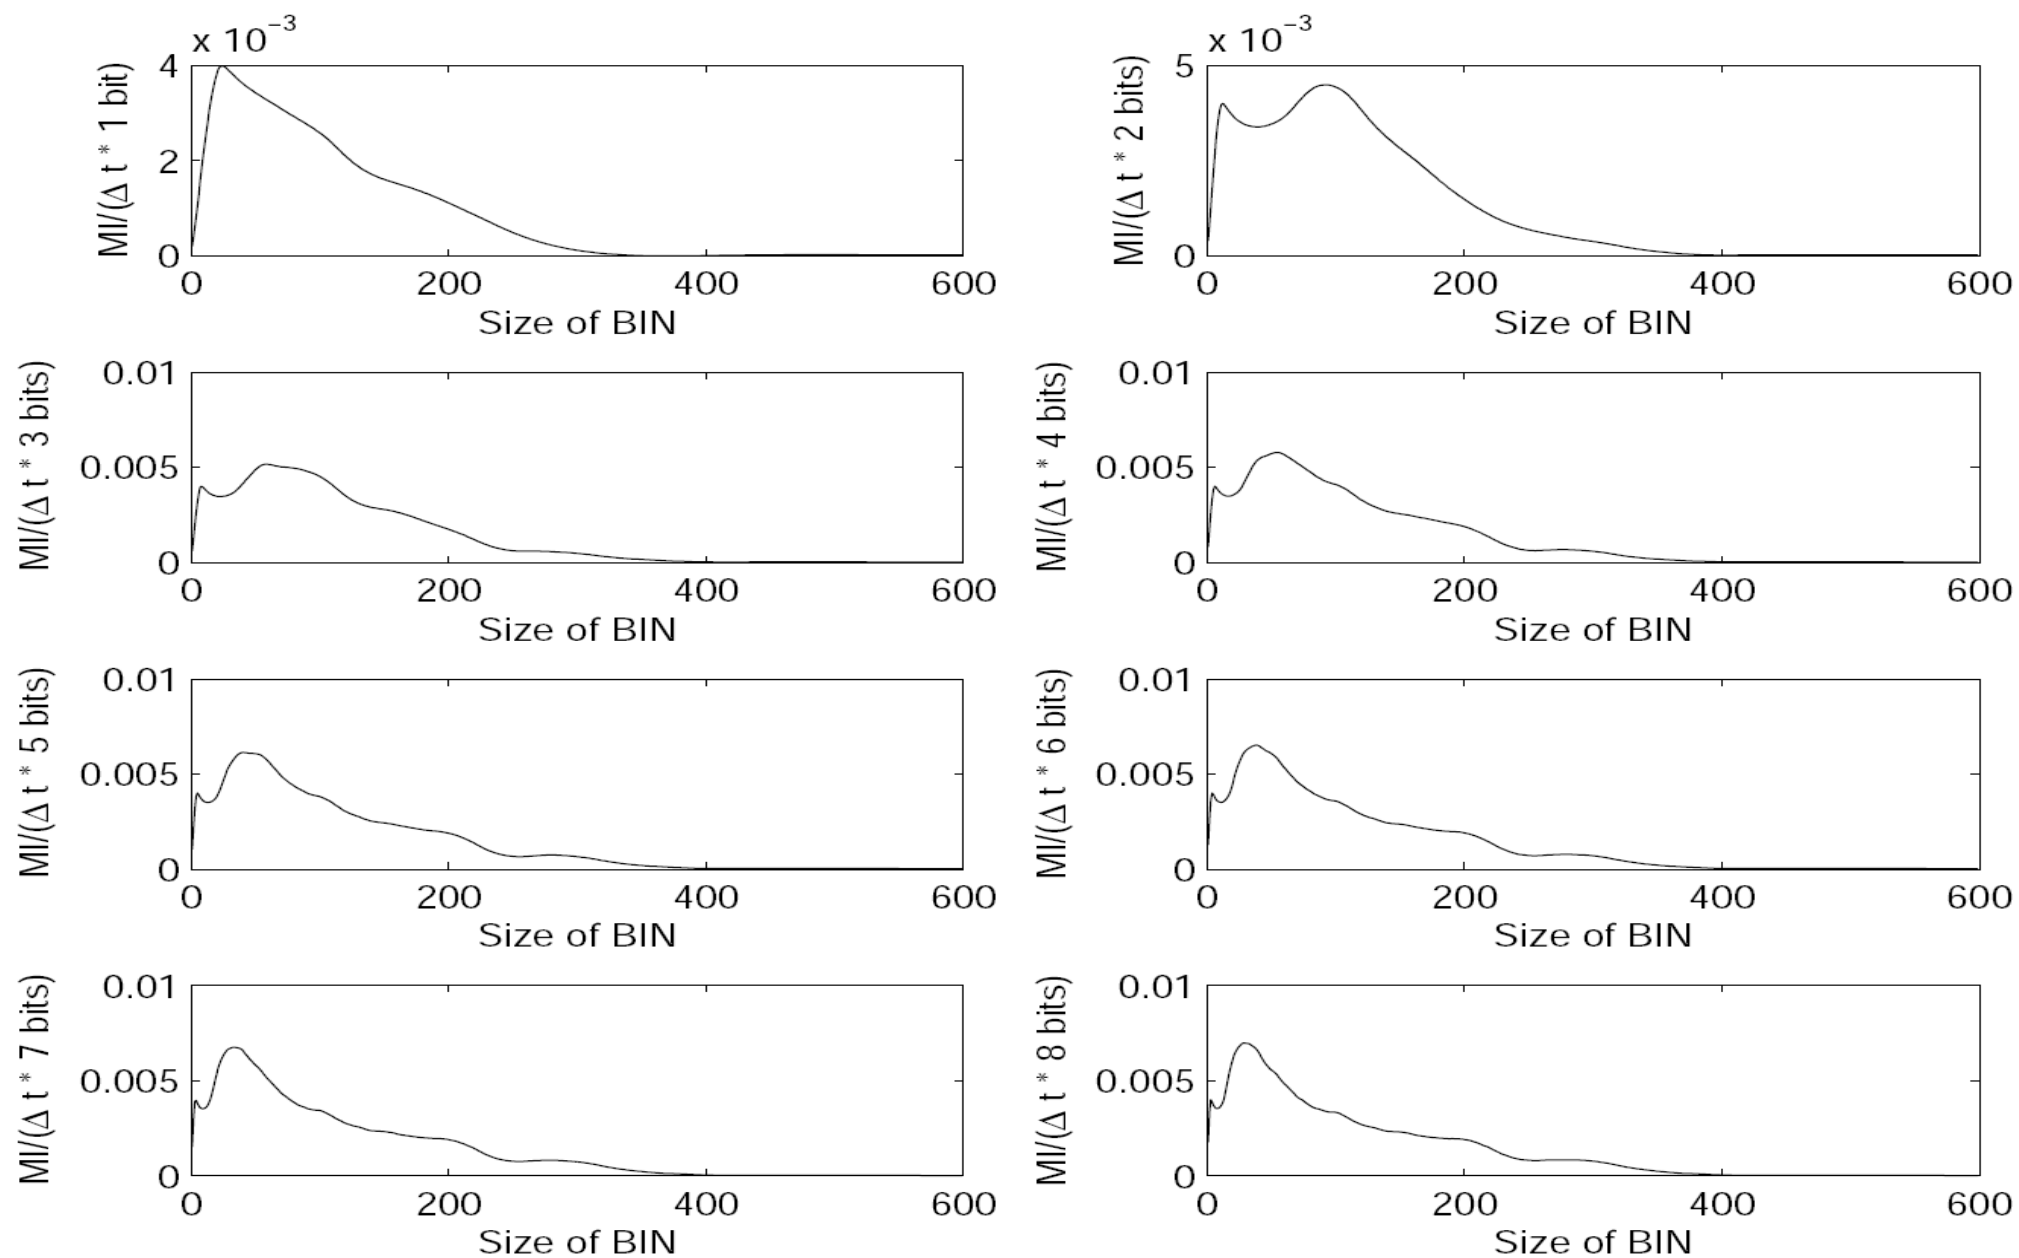 x 10⁻³
4
2
0
MI/(Δ t * 1 bit)
0 200 400 600
Size of BIN
x 10⁻³
5
0
MI/(Δ t * 2 bits)
0 200 400 600
Size of BIN
0.01
0.005
0
MI/(Δ t * 3 bits)
0 200 400 600
Size of BIN
0.01
0.005
0
MI/(Δ t * 4 bits)
0 200 400 600
Size of BIN
0.01
0.005
0
MI/(Δ t * 5 bits)
0 200 400 600
Size of BIN
0.01
0.005
0
MI/(Δ t * 6 bits)
0 200 400 600
Size of BIN
0.01
0.005
0
MI/(Δ t * 7 bits)
0 200 400 600
Size of BIN
0.01
0.005
0
MI/(Δ t * 8 bits)
0 200 400 600
Size of BIN